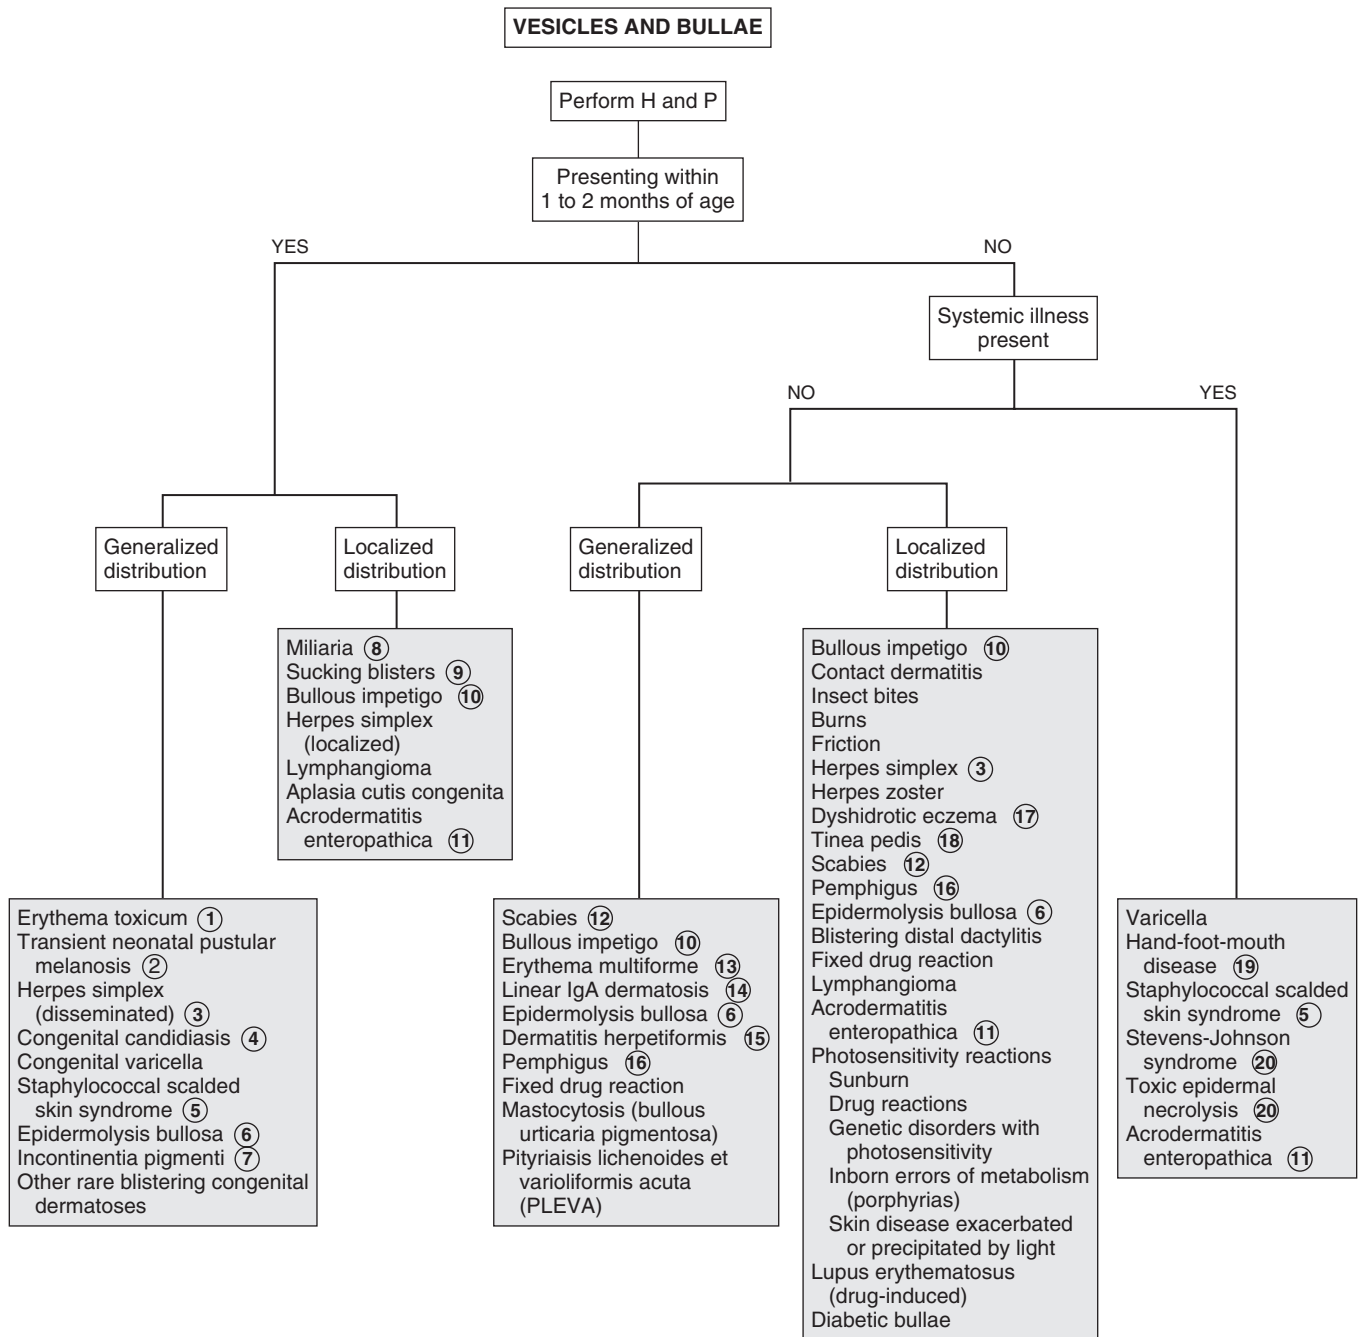 VESICLES AND BULLAE
Perform H and P
Presenting within
1 to 2 months of age
YES
NO
Systemic illness
present
NO
YES
Generalized
distribution
Localized
distribution
Generalized
distribution
Localized
distribution
Miliaria 8
Sucking blisters 9
Bullous impetigo 10
Herpes simplex
(localized)
Lymphangioma
Aplasia cutis congenita
Acrodermatitis
enteropathica 11
Bullous impetigo 10
Contact dermatitis
Insect bites
Burns
Friction
Herpes simplex 3
Herpes zoster
Dyshidrotic eczema 17
Tinea pedis 18
Scabies 12
Pemphigus 16
Epidermolysis bullosa 6
Blistering distal dactylitis
Fixed drug reaction
Lymphangioma
Acrodermatitis
enteropathica 11
Photosensitivity reactions
Sunburn
Drug reactions
Genetic disorders with
photosensitivity
Inborn errors of metabolism
(porphyrias)
Skin disease exacerbated
or precipitated by light
Lupus erythematosus
(drug-induced)
Diabetic bullae
Erythema toxicum 1
Transient neonatal pustular
melanosis 2
Herpes simplex
(disseminated) 3
Congenital candidiasis 4
Congenital varicella
Staphylococcal scalded
skin syndrome 5
Epidermolysis bullosa 6
Incontinentia pigmenti 7
Other rare blistering congenital
dermatoses
Scabies 12
Bullous impetigo 10
Erythema multiforme 13
Linear IgA dermatosis 14
Epidermolysis bullosa 6
Dermatitis herpetiformis 15
Pemphigus 16
Fixed drug reaction
Mastocytosis (bullous
urticaria pigmentosa)
Pityriaisis lichenoides et
varioliformis acuta
(PLEVA)
Varicella
Hand-foot-mouth
disease 19
Staphylococcal scalded
skin syndrome 5
Stevens-Johnson
syndrome 20
Toxic epidermal
necrolysis 20
Acrodermatitis
enteropathica 11